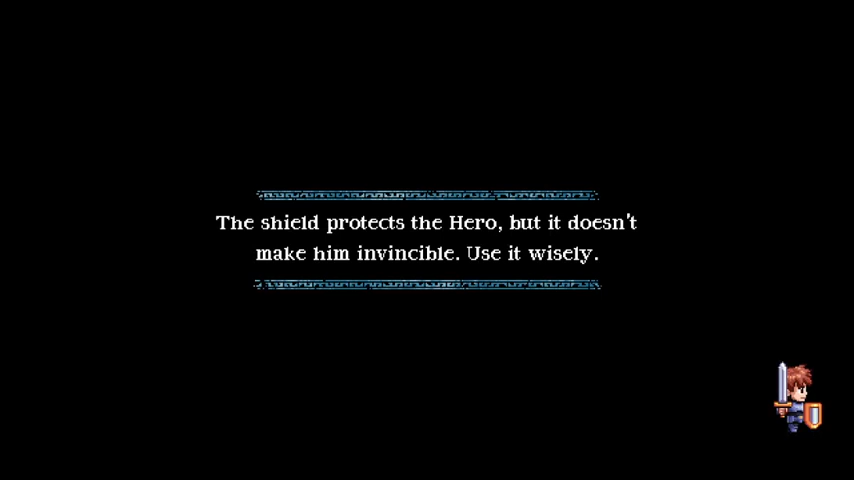 The shield protects the Hero, but it doesn't
make him invincible. Use it wisely.